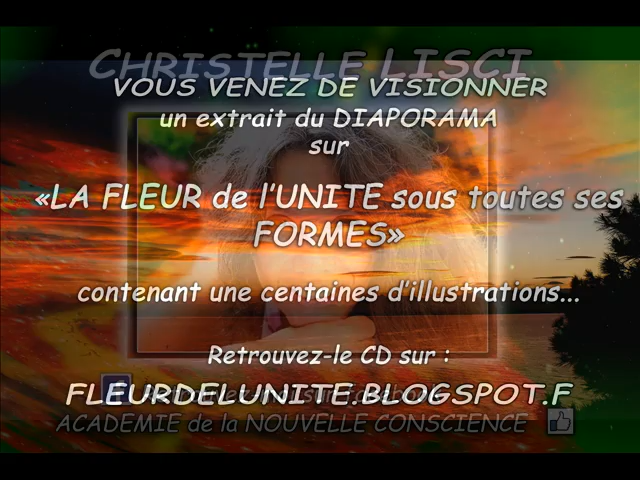 CHRISTELLE LISCI
VOUS VENEZ DE VISIONNER
un extrait du DIAPORAMA
sur
«LA FLEUR de l'UNITE sous toutes ses
FORMES»
contenant une centaines d'illustrations...
Retrouvez-le CD sur :
FLEURDELUNITE.BLOGSPOT.F
ACADEMIE de la NOUVELLE CONSCIENCE